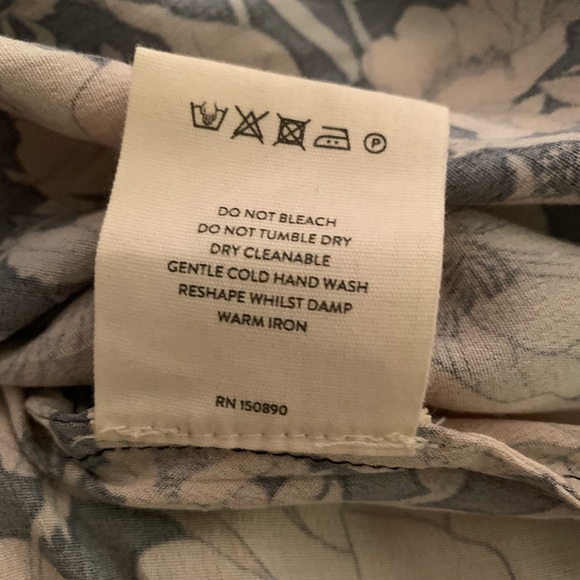 P
DO NOT BLEACH
DO NOT TUMBLE DRY
DRY CLEANABLE
GENTLE COLD HAND WASH
RESHAPE WHILST DAMP
WARM IRON
RN 150890